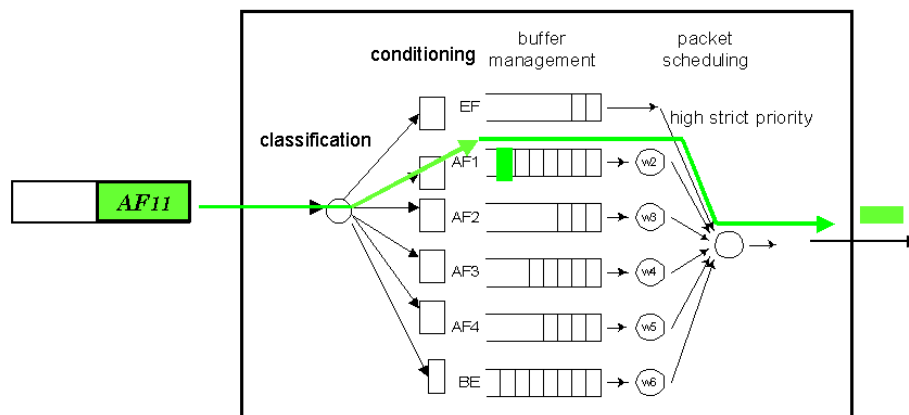 conditioning
buffer
management
packet
scheduling
EF
high strict priority
classification
AF1
w2
AF11
AF2
w3
AF3
w4
AF4
w5
BE
w6